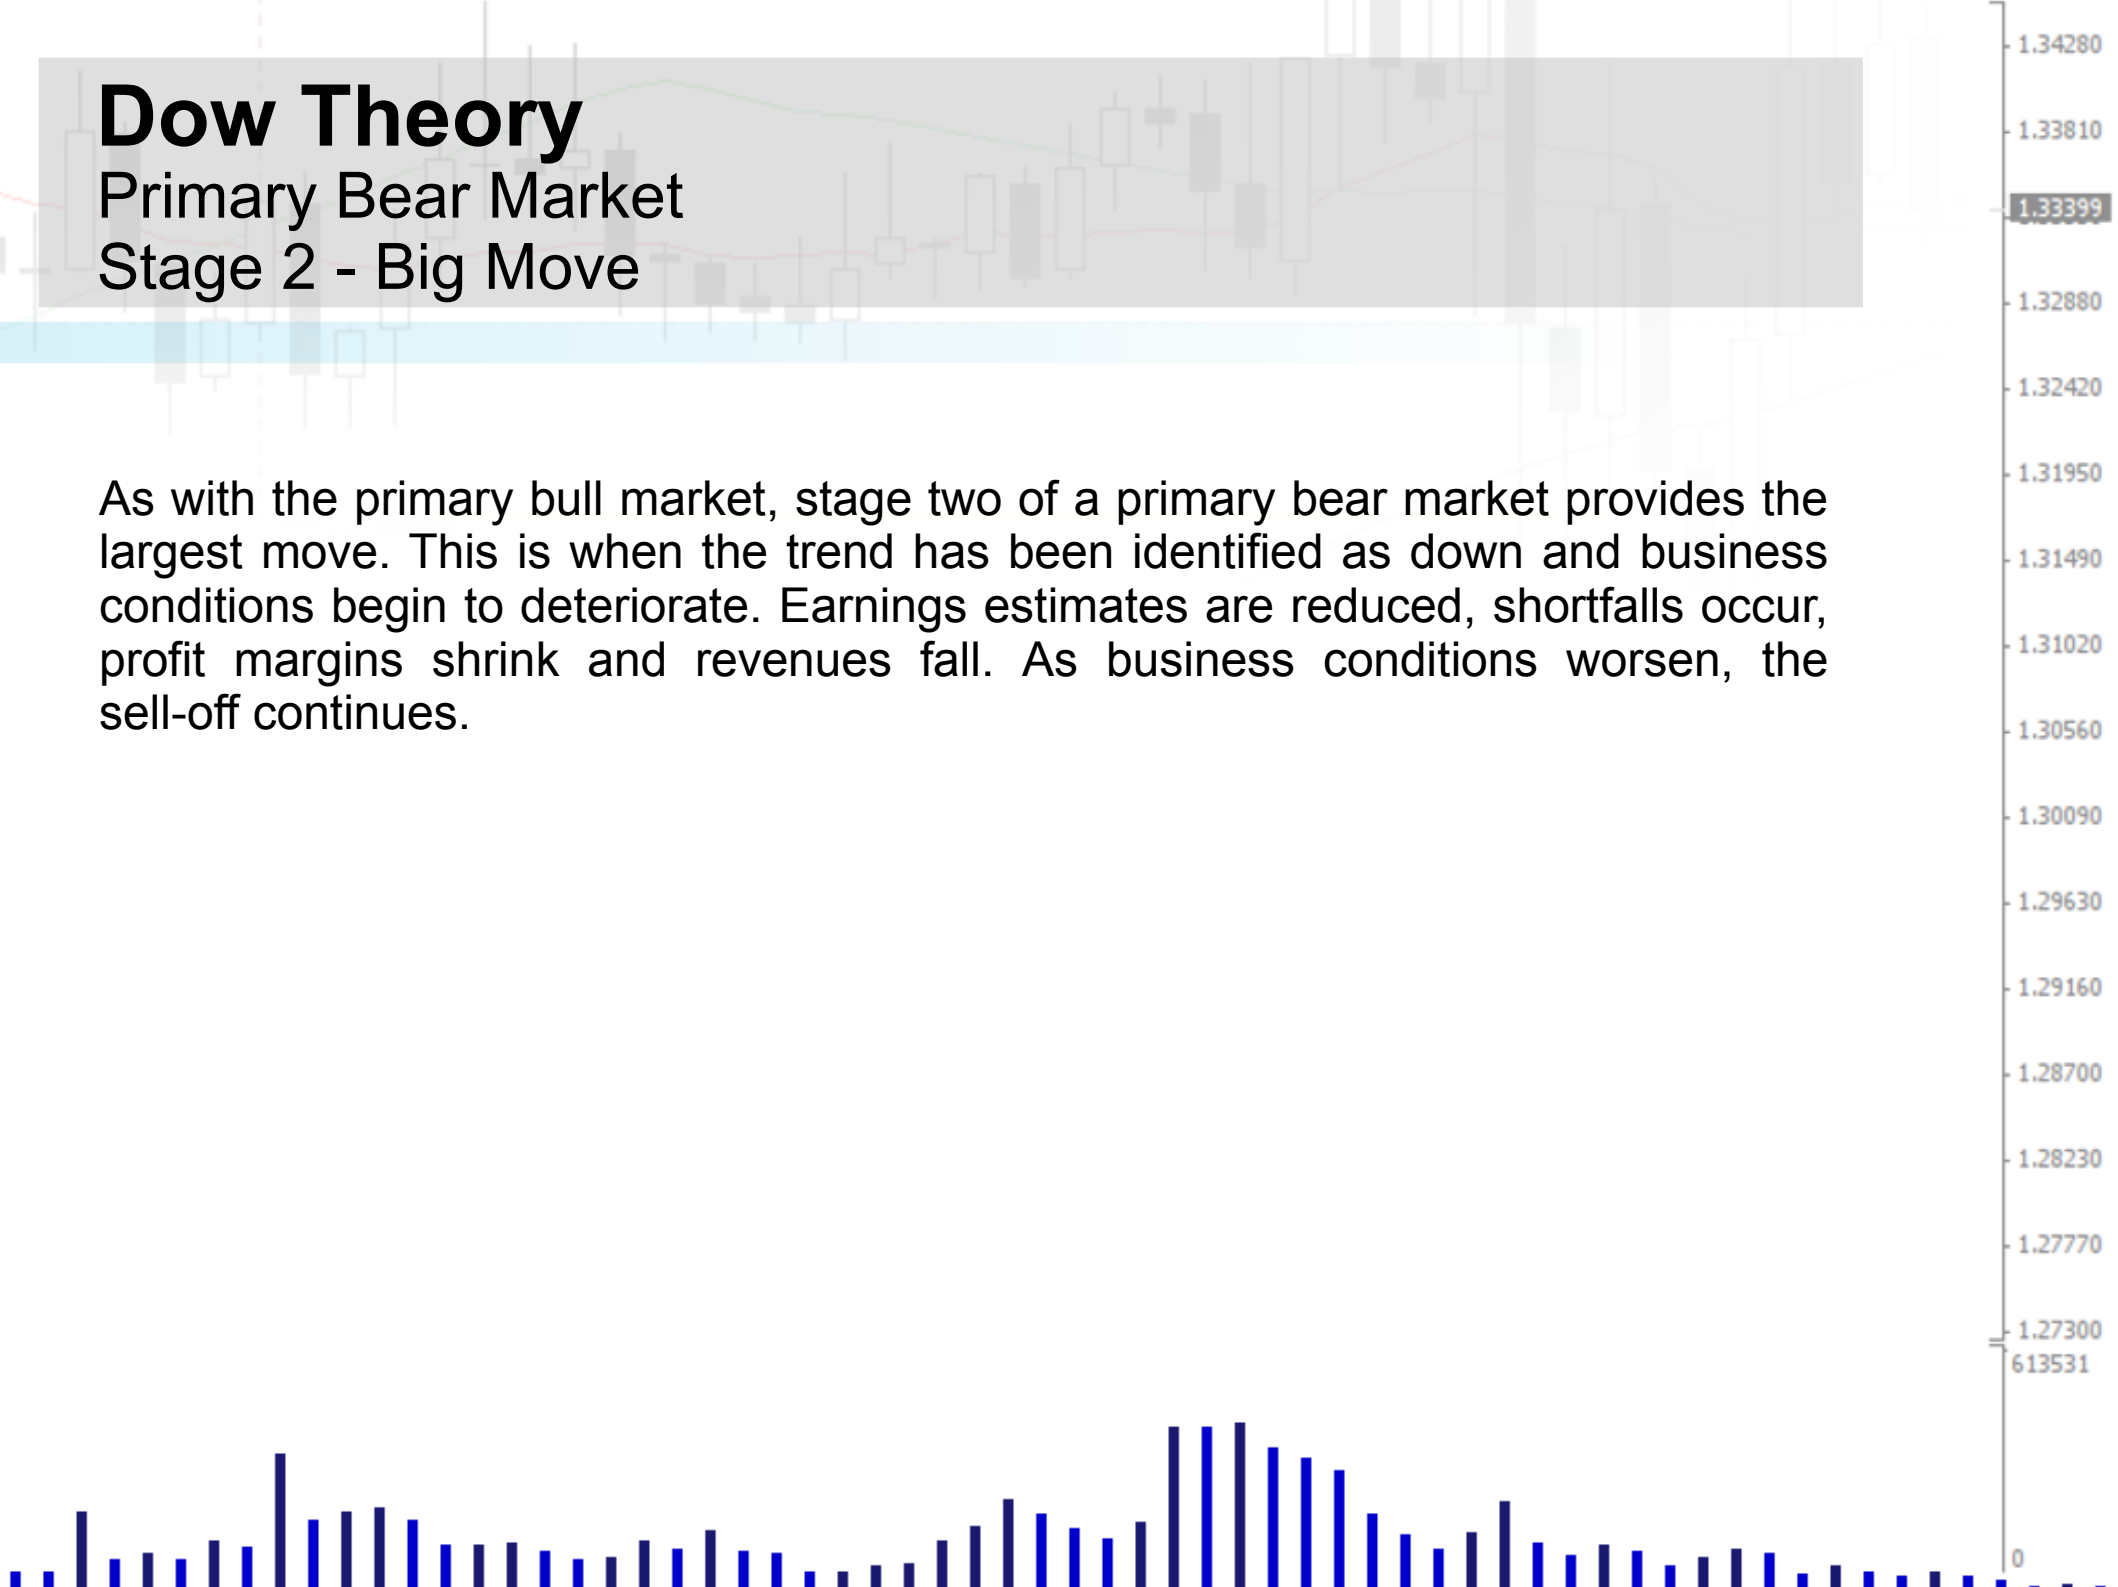 Dow Theory
Primary Bear Market
Stage 2 - Big Move
As with the primary bull market, stage two of a primary bear market provides the
largest move. This is when the trend has been identified as down and business
conditions begin to deteriorate. Earnings estimates are reduced, shortfalls occur,
profit margins shrink and revenues fall. As business conditions worsen, the
sell-off continues.
1.34280
1.33810
1.33399
1.32880
1.32420
1.31950
1.31490
1.31020
1.30560
1.30090
1.29630
1.29160
1.28700
1.28230
1.27770
1.27300
613531
0